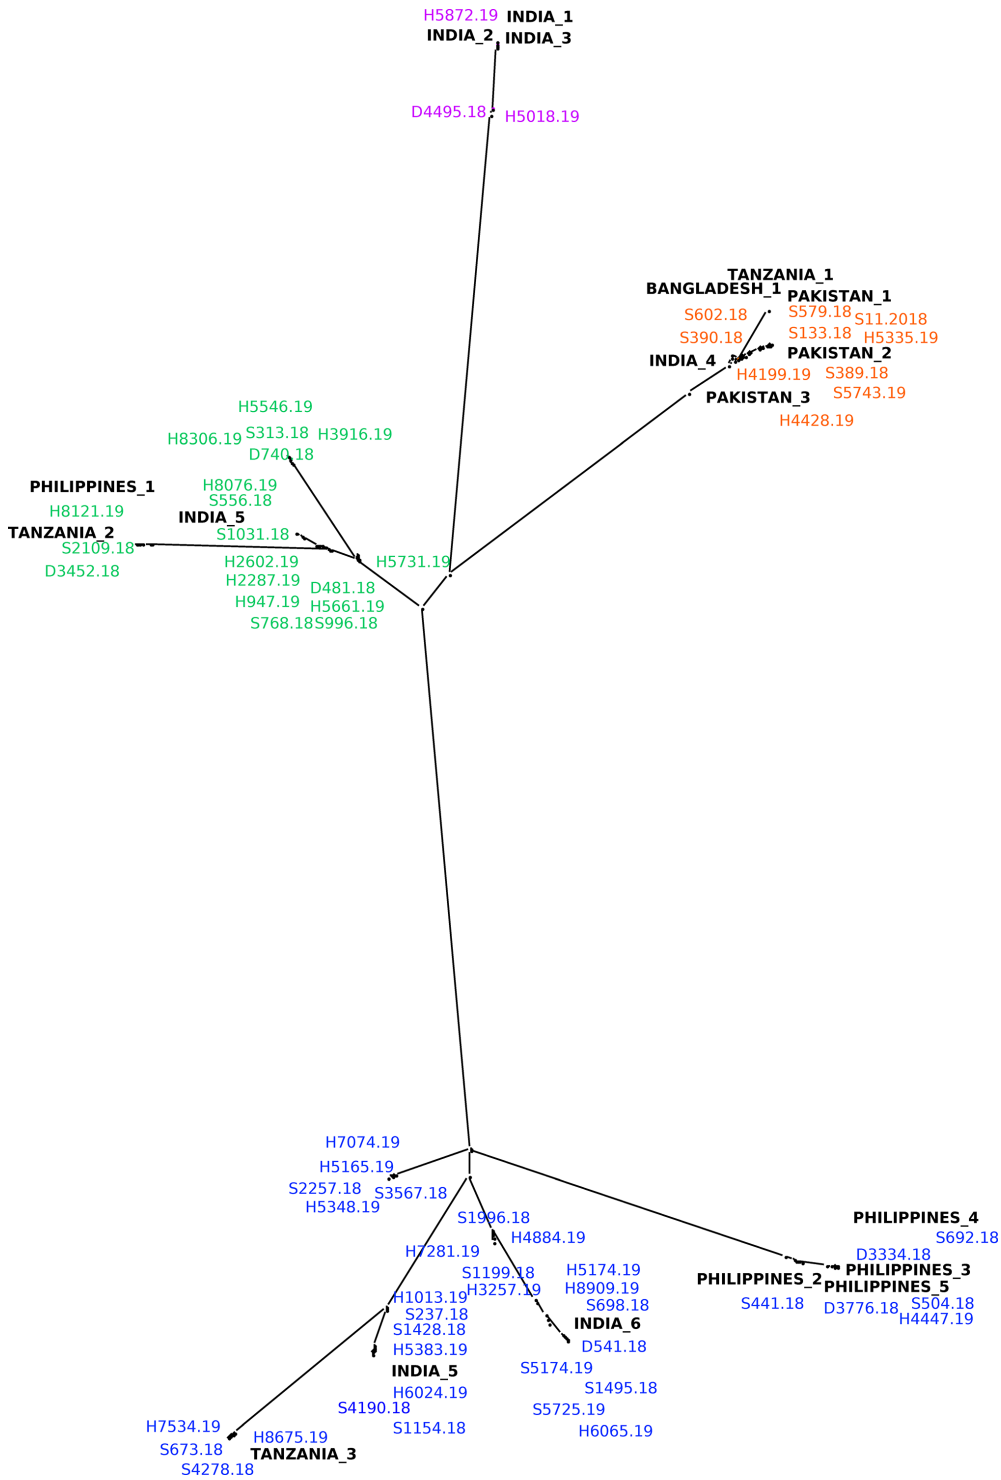 H5872.19 INDIA_1
INDIA_2 INDIA_3
D4495.18 H5018.19
TANZANIA_1
BANGLADESH_1 PAKISTAN_1
S602.18 S579.18 S11.2018
S390.18 S133.18 H5335.19
INDIA_4 PAKISTAN_2
H4199.19 S389.18
PAKISTAN_3 S5743.19
H4428.19
H5546.19
H8306.19 S313.18 H3916.19
D740.18
PHILIPPINES_1 H8076.19
S556.18
H8121.19 INDIA_5
TANZANIA_2 S1031.18
S2109.18
D3452.18 H2602.19 H5731.19
H2287.19 D481.18
H947.19 H5661.19
S768.18 S996.18
H7074.19
H5165.19
S2257.18 S3567.18
H5348.19
S1996.18
H4884.19
H7281.19
S1199.18 H5174.19
H3257.19 H8909.19
S698.18
INDIA_6
D541.18
S5174.19
S1495.18
S5725.19
H6065.19
PHILIPPINES_4
S692.18
D3334.18
PHILIPPINES_3
PHILIPPINES_2 PHILIPPINES_5
S441.18 D3776.18 S504.18
H4447.19
H1013.19
S237.18
S1428.18
H5383.19
INDIA_5
H6024.19
S4190.18
S1154.18
H7534.19 H8675.19
S673.18 TANZANIA_3
S4278.18